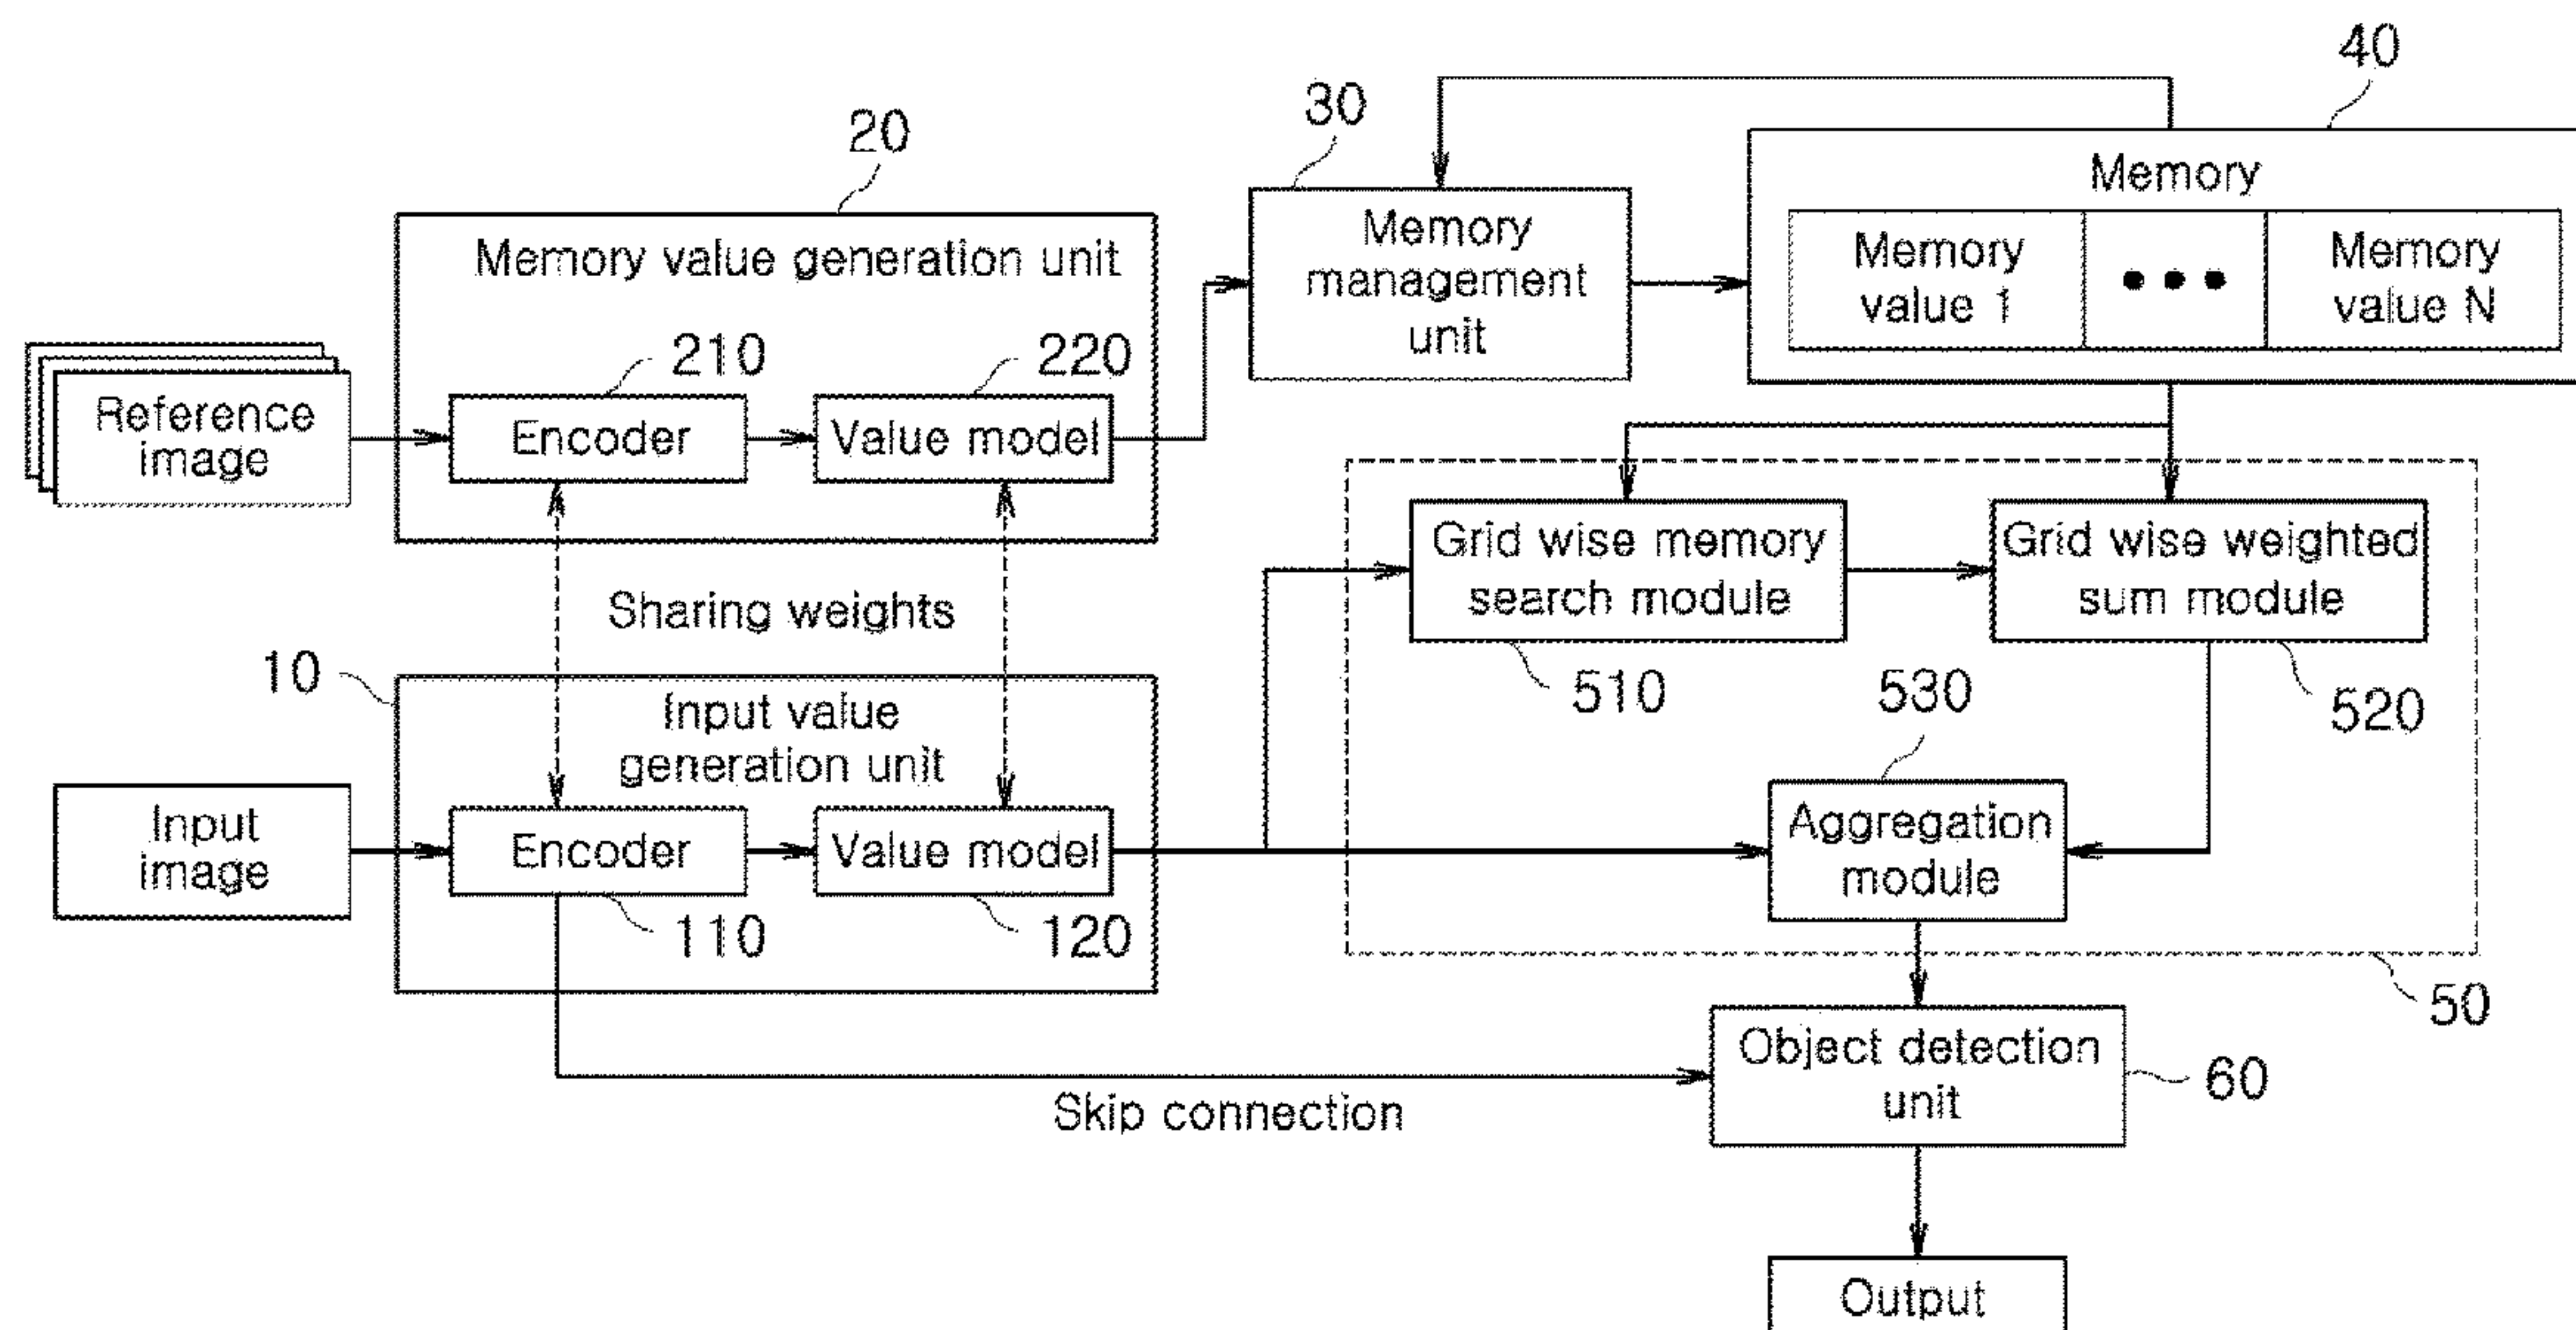 40
30
20
Memory
Memory value generation unit
Memory
management
unit
Memory
value 1
• • •
Memory
value N
210
220
Reference
image
Encoder
Value model
Grid wise memory
search module
Grid wise weighted
sum module
Sharing weights
10
510
530
520
Input value
generation unit
Input
image
Encoder
Value model
Aggregation
module
110
120
50
Object detection
unit
60
Skip connection
Output